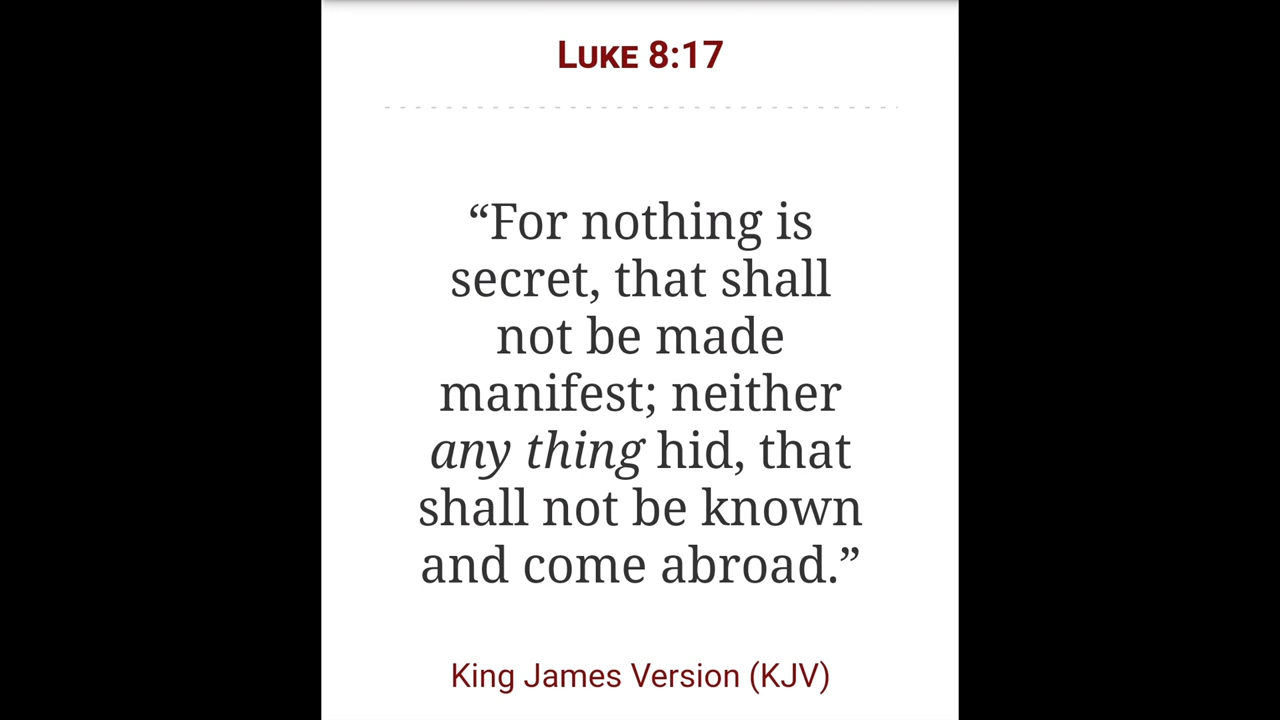 Luke 8:17
“For nothing is
secret, that shall
not be made
manifest; neither
any thing hid, that
shall not be known
and come abroad.”
King James Version (KJV)